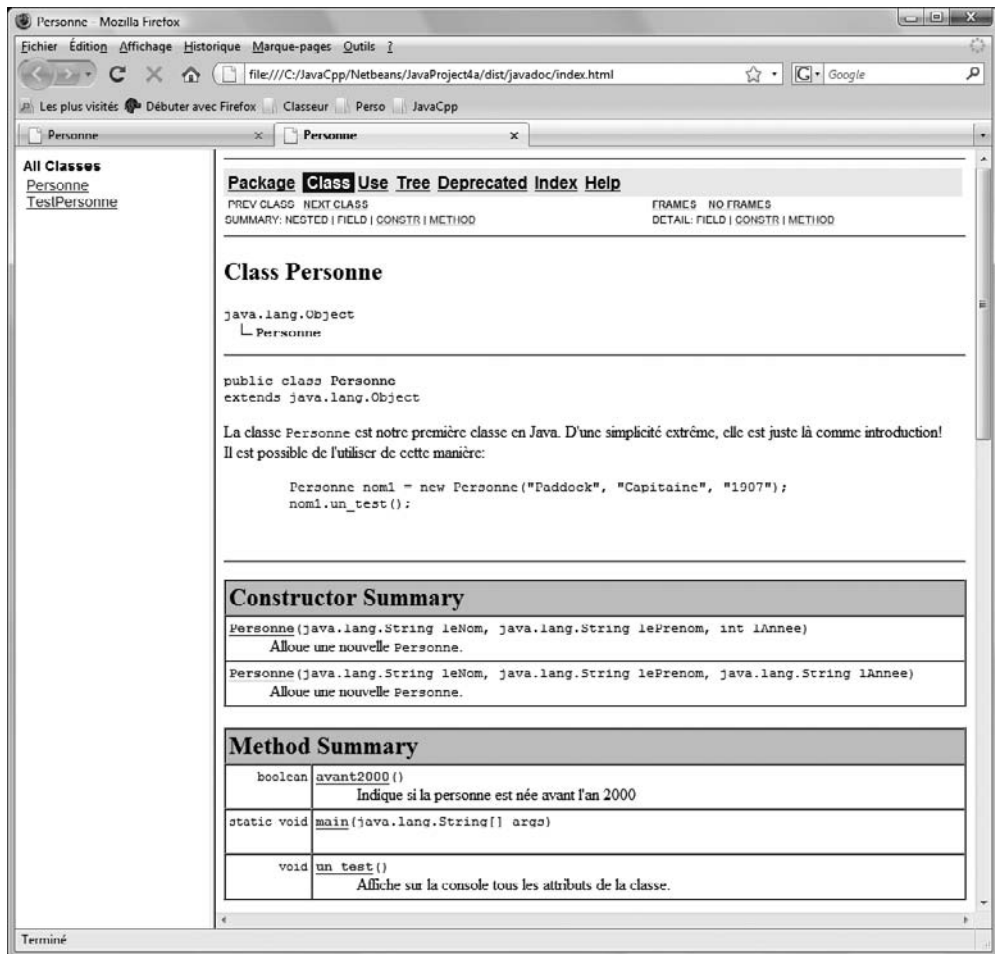 Personne - Mozilla Firefox
Fichier Édition Affichage Historique Marque-pages Outils ?
file:///C:/JavaCpp/Netbeans/JavaProject4a/dist/javadoc/index.html
G Google
Les plus visités Débuter avec Firefox Classeur Perso JavaCpp
Personne Personne
All Classes
Personne
TestPersonne
Package Class Use Tree Deprecated Index Help
PREV CLASS NEXT CLASS FRAMES NO FRAMES
SUMMARY: NESTED | FIELD | CONSTR | METHOD DETAIL: FIELD | CONSTR | METHOD
Class Personne
java.lang.Object
Personne
public class Personne
extends java.lang.Object
La classe Personne est notre première classe en Java. D'une simplicité extrême, elle est juste là comme introduction!
Il est possible de l'utiliser de cette manière:
Personne nom1 = new Personne("Paddock", "Capitaine", "1907");
nom1.un_test();
Constructor Summary
Personne(java.lang.String leNom, java.lang.String lePrenom, int lAnnee)
Alloue une nouvelle Personne.
Personne(java.lang.String leNom, java.lang.String lePrenom, java.lang.String lAnnee)
Alloue une nouvelle Personne.
Method Summary
boolean avant2000()
Indique si la personne est née avant l'an 2000
static void main(java.lang.String[] args)
void un_test()
Affiche sur la console tous les attributs de la classe.
Terminé